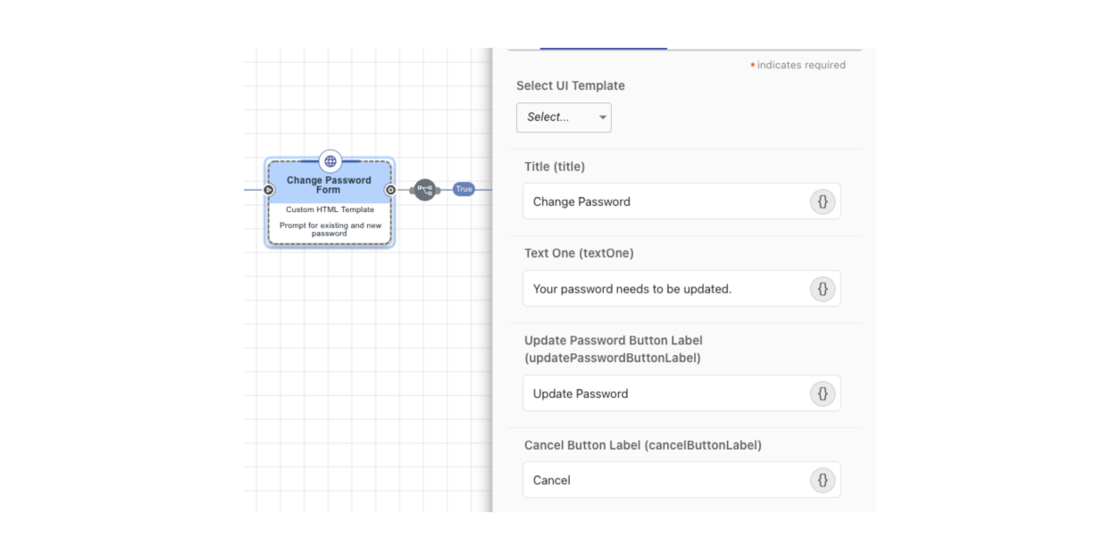 * indicates required
Select UI Template
Select...
Title (title)
Change Password
{}
Text One (textOne)
Your password needs to be updated.
{}
Update Password Button Label
(updatePasswordButtonLabel)
Update Password
{}
Cancel Button Label (cancelButtonLabel)
Cancel
{}
Change Password
Form
Custom HTML Template
Prompt for existing and new
password
True